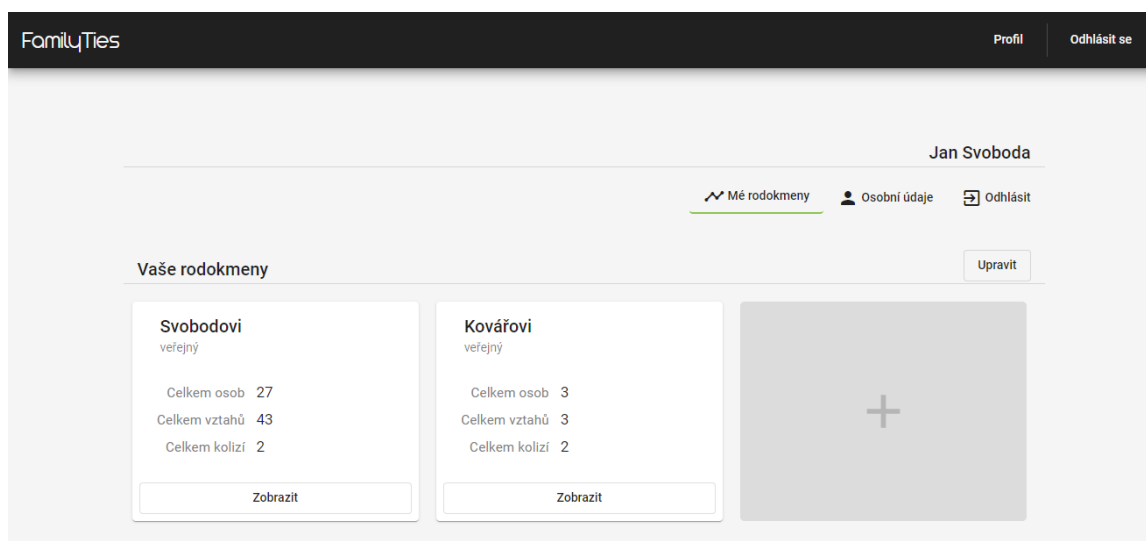 FamilyTies Profil Odhlásit se
Jan Svoboda
Mé rodokmeny Osobní údaje Odhlásit
Vaše rodokmeny Upravit
Svobodovi
veřejný
Celkem osob 27
Celkem vztahů 43
Celkem kolizí 2
Zobrazit
Kovářovi
veřejný
Celkem osob 3
Celkem vztahů 3
Celkem kolizí 2
Zobrazit